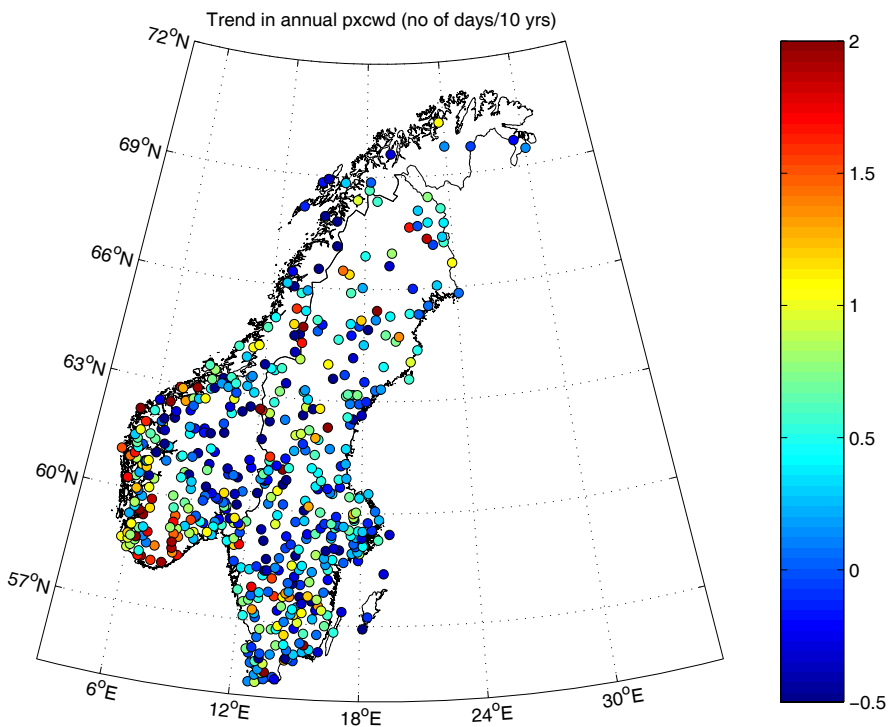 Trend in annual pxcwd (no of days/10 yrs)
72°N
69°N
66°N
63°N
60°N
57°N
6°E
12°E
18°E
24°E
30°E
2
1.5
1
0.5
0
−0.5